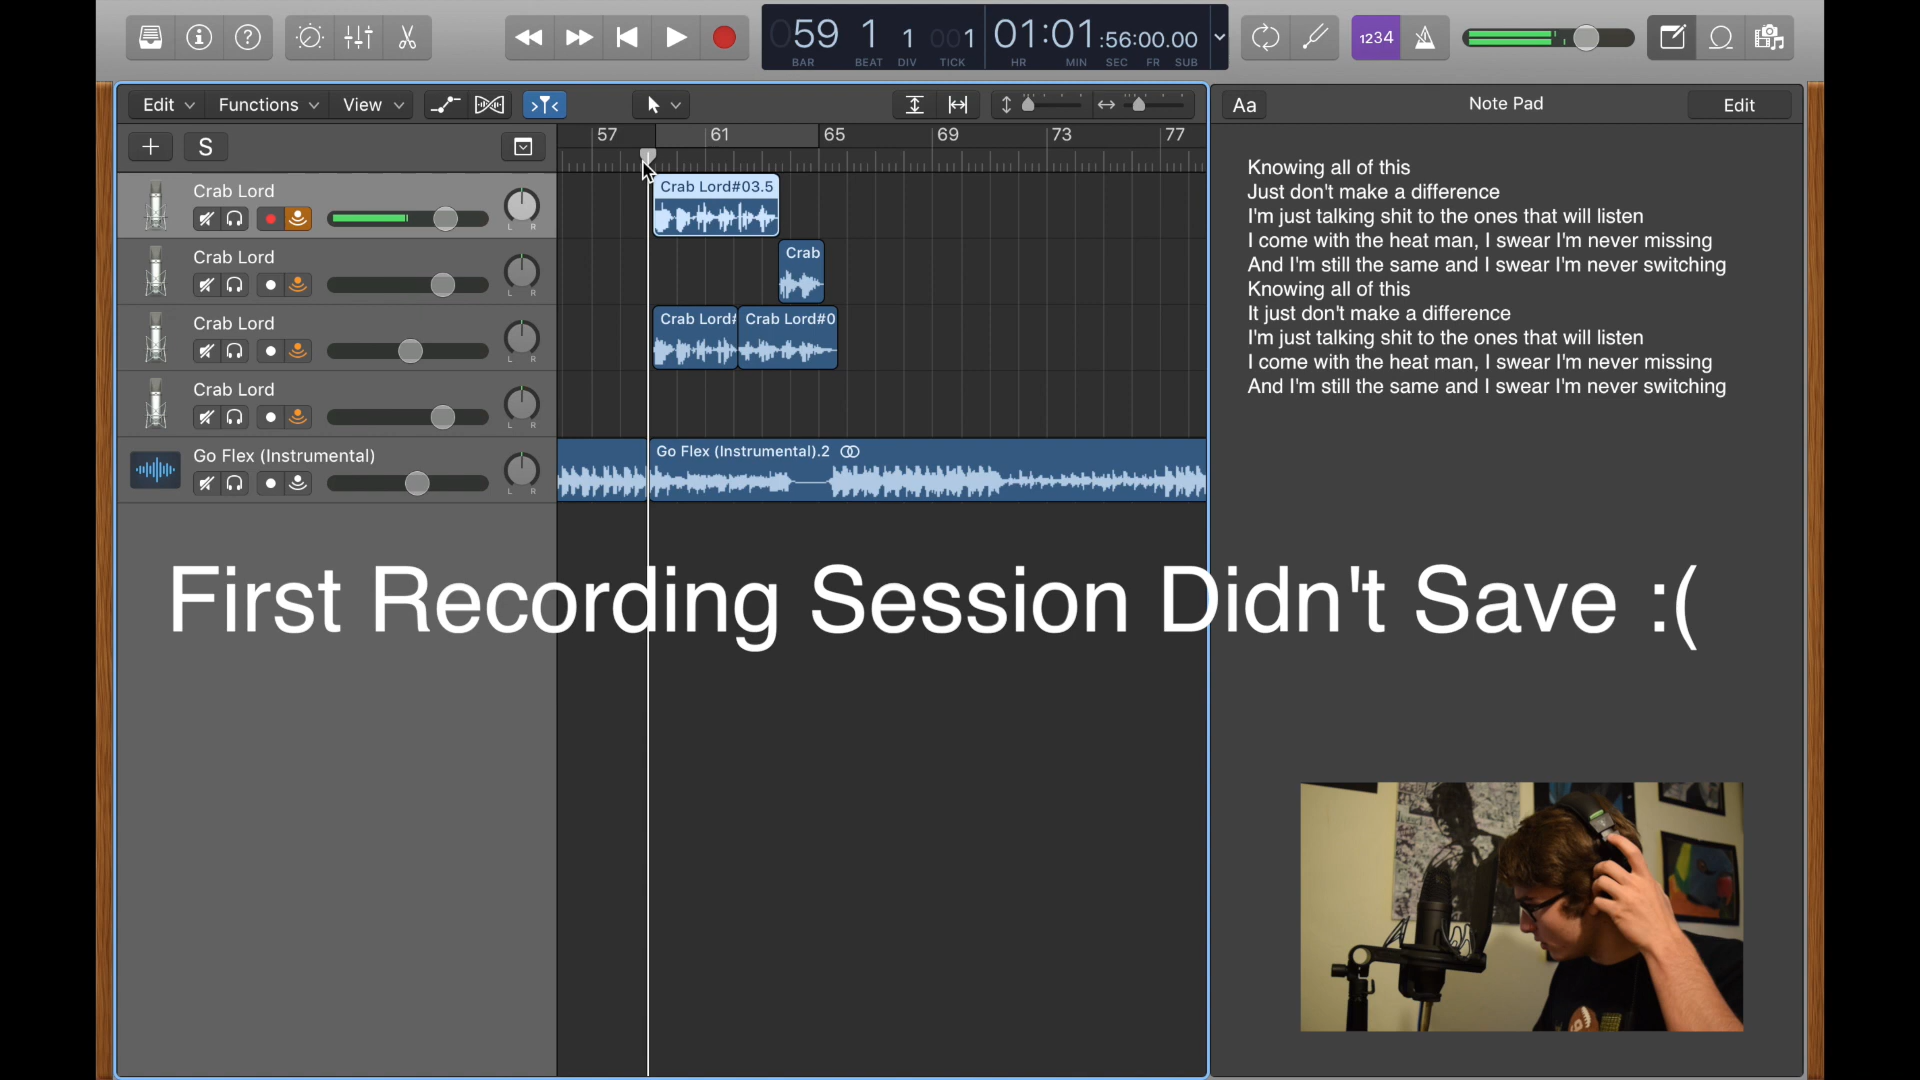 059 1 1 001 01:01:56:00.00
BAR BEAT DIV TICK HR MIN SEC FR SUB
1234
Edit Functions View
Aa Note Pad Edit
S
57 61 65 69 73 77
Crab Lord
L R
Crab Lord#03.5
Crab Lord
L R
Crab
Crab Lord
L R
Crab Lord# Crab Lord#0
Crab Lord
L R
Go Flex (Instrumental)
L R
Go Flex (Instrumental).2
Knowing all of this
Just don't make a difference
I'm just talking shit to the ones that will listen
I come with the heat man, I swear I'm never missing
And I'm still the same and I swear I'm never switching
Knowing all of this
It just don't make a difference
I'm just talking shit to the ones that will listen
I come with the heat man, I swear I'm never missing
And I'm still the same and I swear I'm never switching
First Recording Session Didn't Save :(